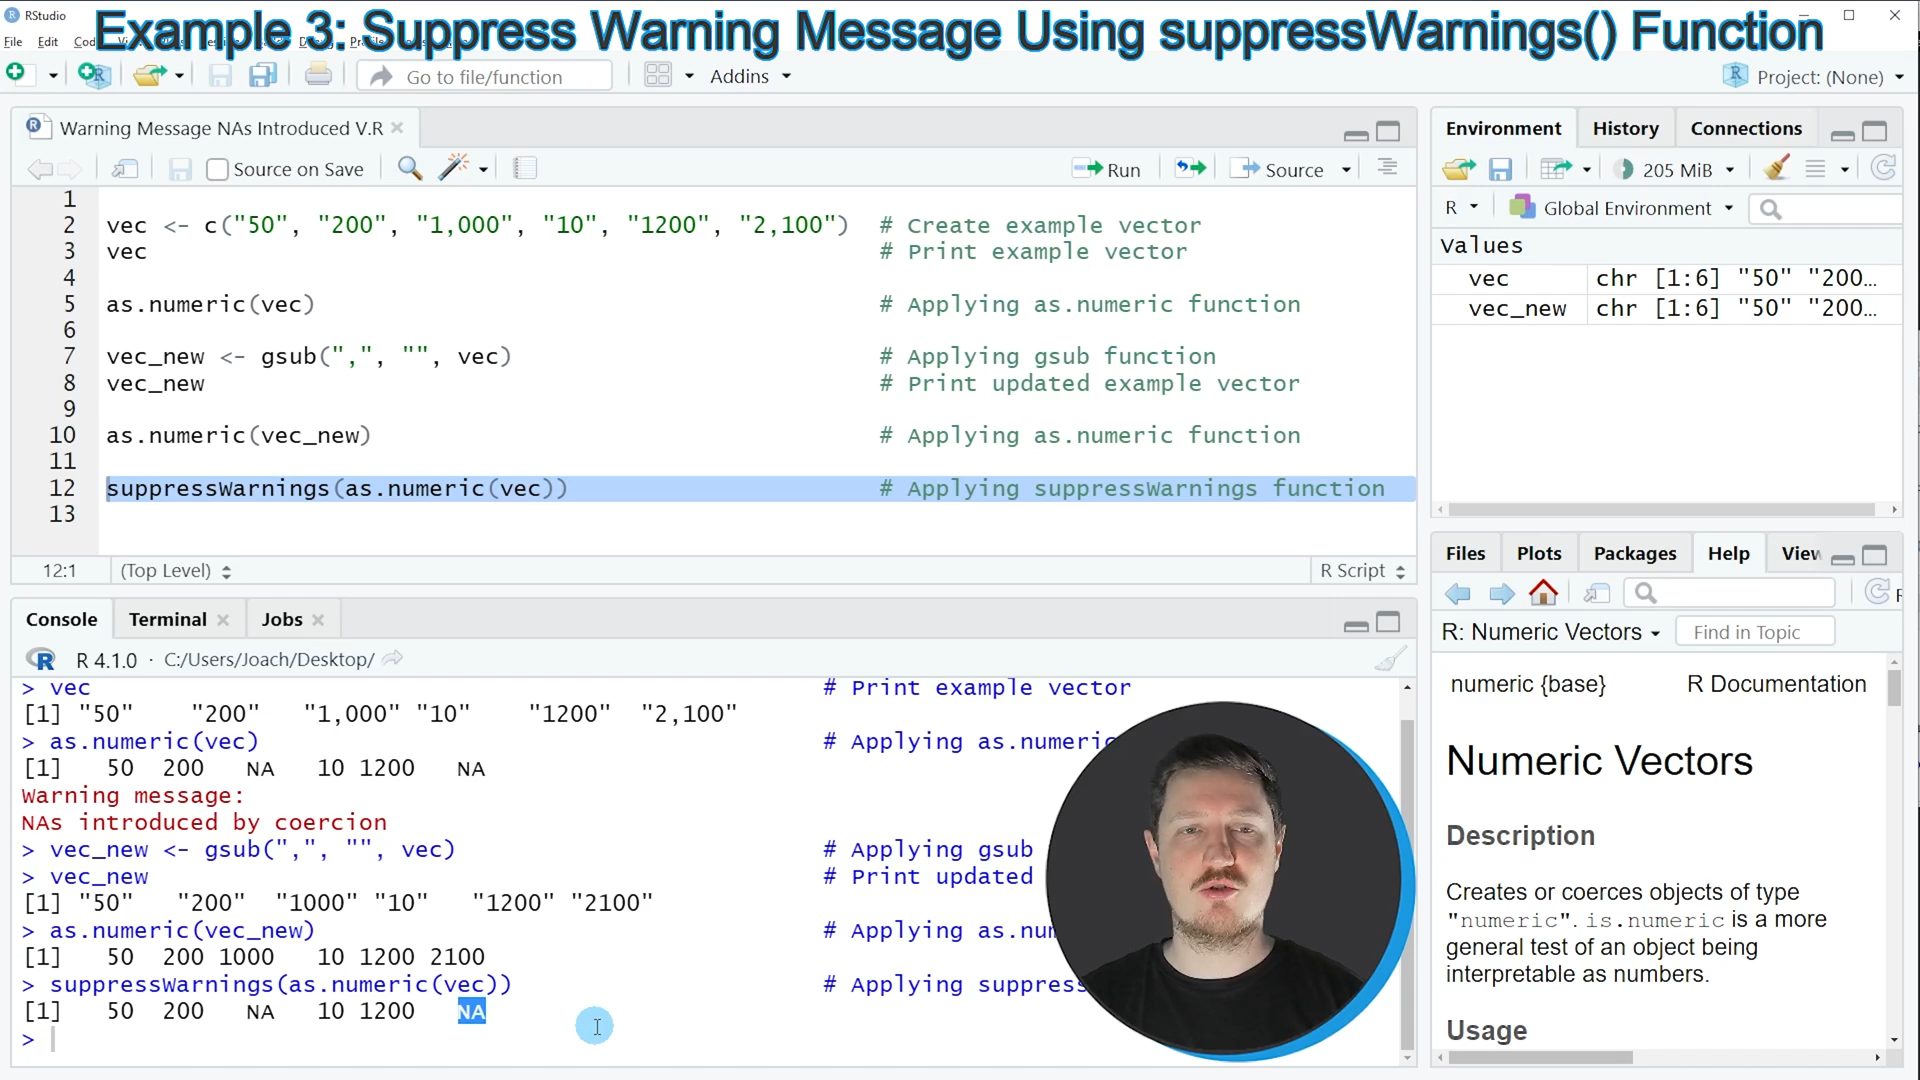 RStudio
Example 3: Suppress Warning Message Using suppressWarnings() Function
File Edit
Go to file/function
Addins
Project: (None)
Warning Message NAs Introduced V.R
Source on Save
Run
Source
1
2 vec <- c("50", "200", "1,000", "10", "1200", "2,100") # Create example vector
3 vec # Print example vector
4
5 as.numeric(vec) # Applying as.numeric function
6
7 vec_new <- gsub(",", "", vec) # Applying gsub function
8 vec_new # Print updated example vector
9
10 as.numeric(vec_new) # Applying as.numeric function
11
12 suppressWarnings(as.numeric(vec)) # Applying suppressWarnings function
13
12:1 (Top Level) R Script
Console Terminal Jobs
R 4.1.0 · C:/Users/Joach/Desktop/
> vec # Print example vector
[1] "50" "200" "1,000" "10" "1200" "2,100"
> as.numeric(vec) # Applying as.numeric
[1] 50 200 NA 10 1200 NA
Warning message:
NAs introduced by coercion
> vec_new <- gsub(",", "", vec) # Applying gsub
> vec_new # Print updated
[1] "50" "200" "1000" "10" "1200" "2100"
> as.numeric(vec_new) # Applying as.nu
[1] 50 200 1000 10 1200 2100
> suppressWarnings(as.numeric(vec)) # Applying suppres
[1] 50 200 NA 10 1200 NA
>
Environment History Connections
205 MiB
R Global Environment
Values
vec chr [1:6] "50" "200…
vec_new chr [1:6] "50" "200…
Files Plots Packages Help View
R: Numeric Vectors Find in Topic
numeric {base} R Documentation
Numeric Vectors
Description
Creates or coerces objects of type
"numeric". is.numeric is a more
general test of an object being
interpretable as numbers.
Usage